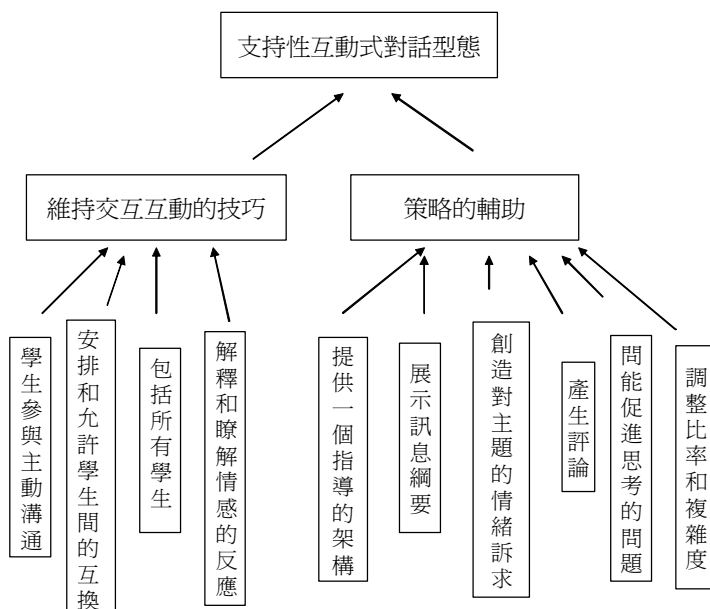 支持性互動式對話型態
維持交互互動的技巧
策略的輔助
學生參與主動溝通
安排和允許學生間的互換
包括所有學生
解釋和瞭解情感的反應
提供一個指導的架構
展示訊息綱要
創造對主題的情緒訴求
產生評論
問能促進思考的問題
調整比率和複雜度